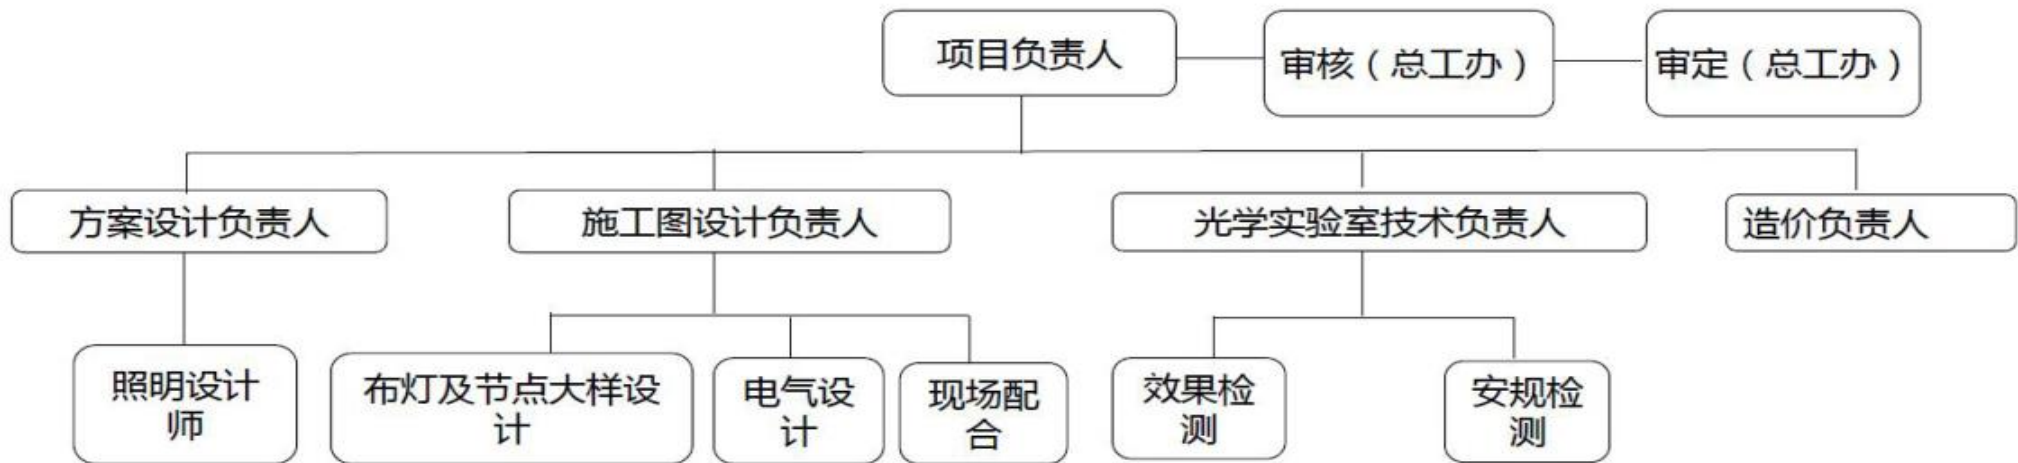 项目负责人
审核（总工办）
审定（总工办）
方案设计负责人
施工图设计负责人
光学实验室技术负责人
造价负责人
照明设计
师
布灯及节点大样设
计
电气设
计
现场配
合
效果检
测
安规检
测